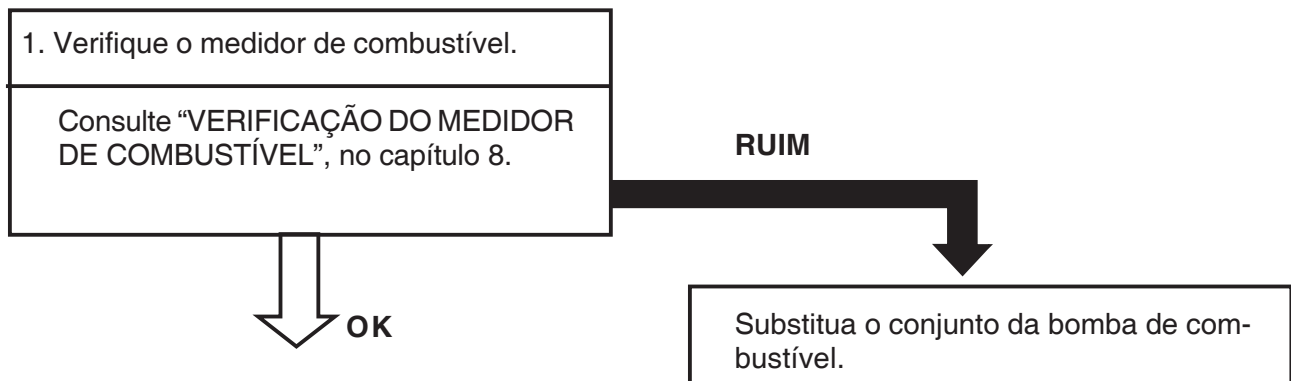 1. Verifique o medidor de combustível.
Consulte “VERIFICAÇÃO DO MEDIDOR
DE COMBUSTÍVEL”, no capítulo 8.
RUIM
OK
Substitua o conjunto da bomba de com-
bustível.